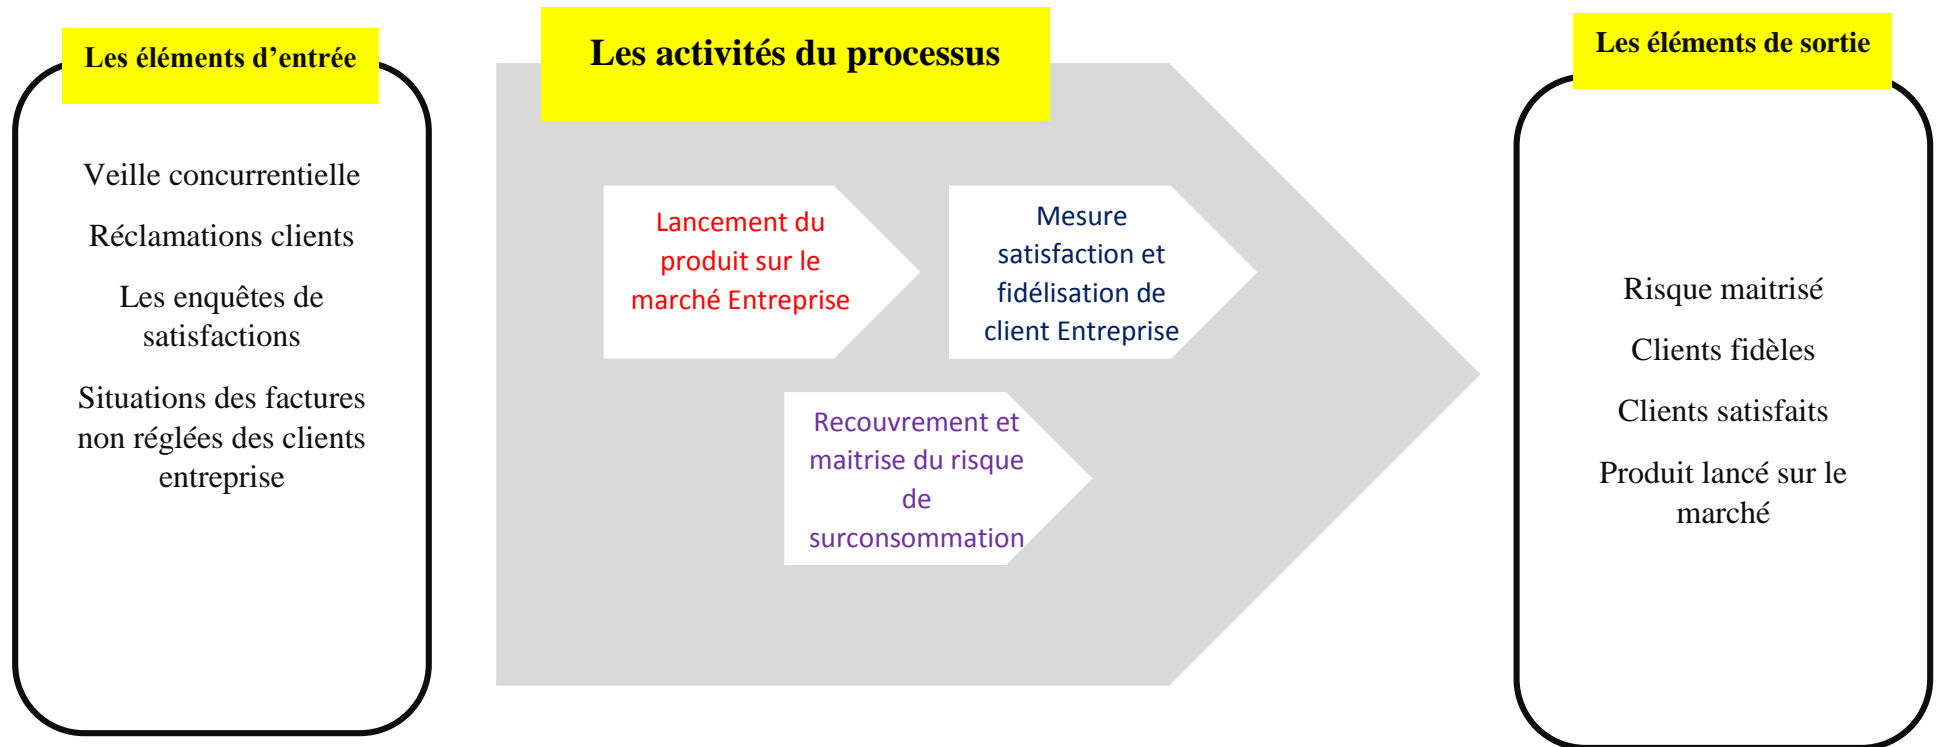 Les éléments d’entrée
Veille concurrentielle
Réclamations clients
Les enquêtes de
satisfactions
Situations des factures
non réglées des clients
entreprise
Les activités du processus
Lancement du
produit sur le
marché Entreprise
Mesure
satisfaction et
fidélisation de
client Entreprise
Recouvrement et
maitrise du risque
de
surconsommation
Les éléments de sortie
Risque maitrisé
Clients fidèles
Clients satisfaits
Produit lancé sur le
marché